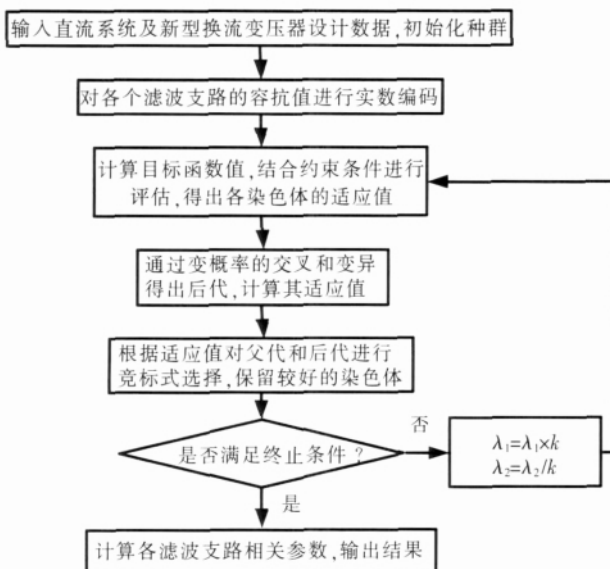 输入直流系统及新型换流变压器设计数据,初始化种群
对各个滤波支路的容抗值进行实数编码
计算目标函数值,结合约束条件进行
评估,得出各染色体的适应值
通过变概率的交叉和变异
得出后代,计算其适应值
根据适应值对父代和后代进行
竞标式选择,保留较好的染色体
是否满足终止条件?
否
λ₁=λ₁×k
λ₂=λ₂/k
是
计算各滤波支路相关参数,输出结果